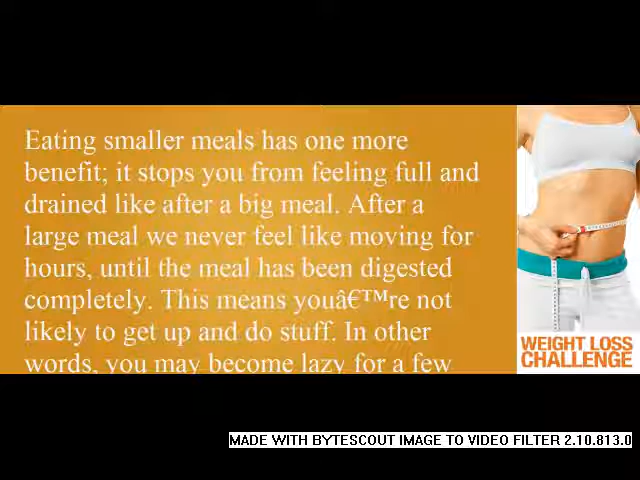 Eating smaller meals has one more
benefit; it stops you from feeling full and
drained like after a big meal. After a
large meal we never feel like moving for
hours, until the meal has been digested
completely. This means youâ€™re not
likely to get up and do stuff. In other
words, you may become lazy for a few
WEIGHT LOSS
CHALLENGE
MADE WITH BYTESCOUT IMAGE TO VIDEO FILTER 2.10.813.0